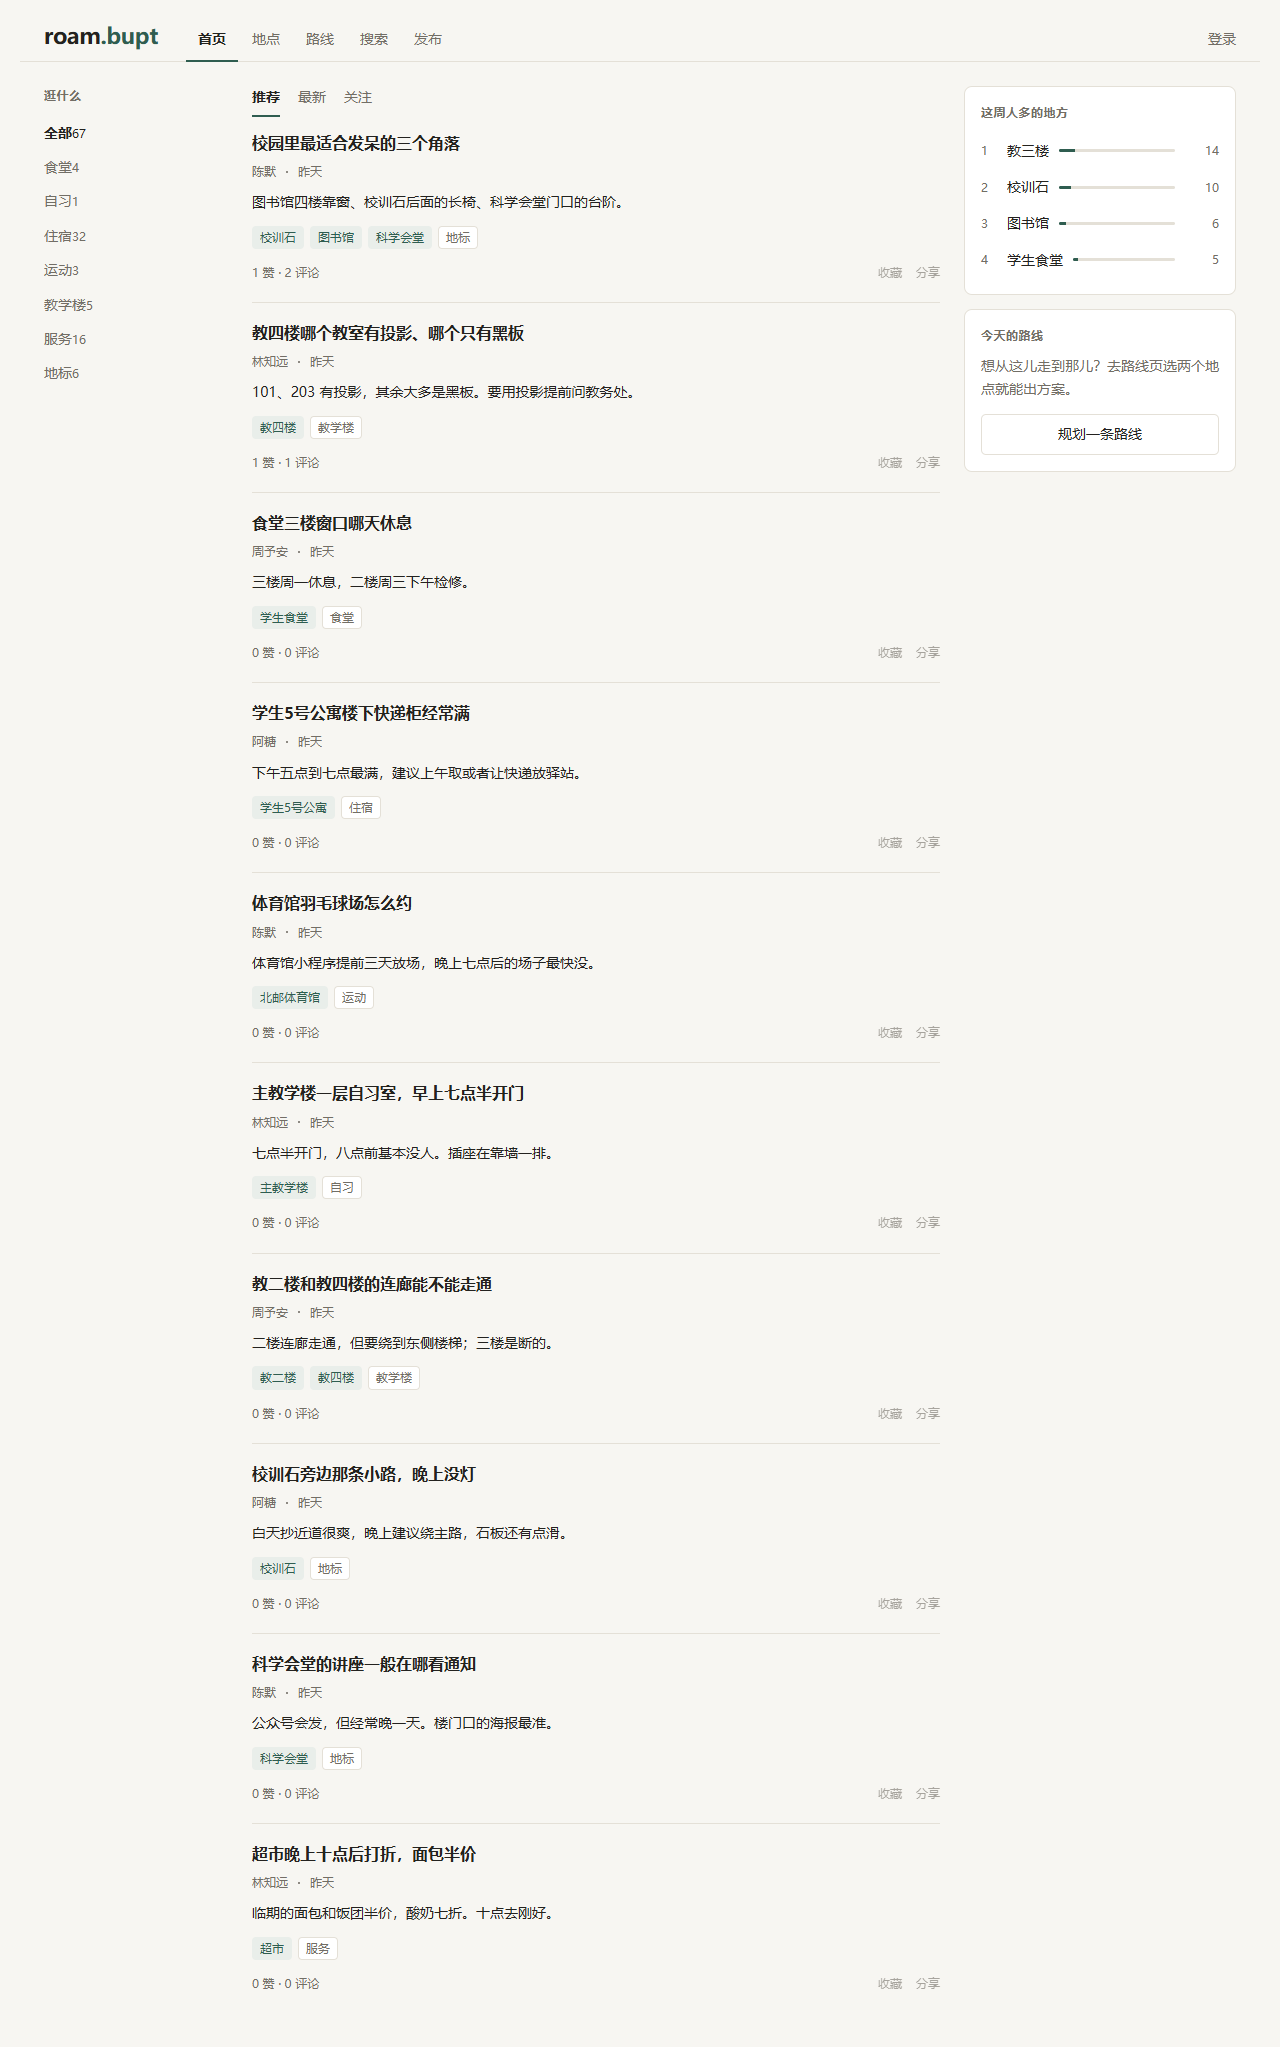 roam.bupt 首页 地点 路线 搜索 发布 登录
逛什么
全部67
食堂4
自习1
住宿32
运动3
教学楼5
服务16
地标6
推荐 最新 关注
校园里最适合发呆的三个角落
陈默 · 昨天
图书馆四楼靠窗、校训石后面的长椅、科学会堂门口的台阶。
校训石 图书馆 科学会堂 地标
1 赞 · 2 评论 收藏 分享
教四楼哪个教室有投影、哪个只有黑板
林知远 · 昨天
101、203 有投影，其余大多是黑板。要用投影提前问教务处。
教四楼 教学楼
1 赞 · 1 评论 收藏 分享
食堂三楼窗口哪天休息
周予安 · 昨天
三楼周一休息，二楼周三下午检修。
学生食堂 食堂
0 赞 · 0 评论 收藏 分享
学生5号公寓楼下快递柜经常满
阿糖 · 昨天
下午五点到七点最满，建议上午取或者让快递放驿站。
学生5号公寓 住宿
0 赞 · 0 评论 收藏 分享
体育馆羽毛球场怎么约
陈默 · 昨天
体育馆小程序提前三天放场，晚上七点后的场子最快没。
北邮体育馆 运动
0 赞 · 0 评论 收藏 分享
主教学楼一层自习室，早上七点半开门
林知远 · 昨天
七点半开门，八点前基本没人。插座在靠墙一排。
主教学楼 自习
0 赞 · 0 评论 收藏 分享
教二楼和教四楼的连廊能不能走通
周予安 · 昨天
二楼连廊走通，但要绕到东侧楼梯；三楼是断的。
教二楼 教四楼 教学楼
0 赞 · 0 评论 收藏 分享
校训石旁边那条小路，晚上没灯
阿糖 · 昨天
白天抄近道很爽，晚上建议绕主路，石板还有点滑。
校训石 地标
0 赞 · 0 评论 收藏 分享
科学会堂的讲座一般在哪看通知
陈默 · 昨天
公众号会发，但经常晚一天。楼门口的海报最准。
科学会堂 地标
0 赞 · 0 评论 收藏 分享
超市晚上十点后打折，面包半价
林知远 · 昨天
临期的面包和饭团半价，酸奶七折。十点去刚好。
超市 服务
0 赞 · 0 评论 收藏 分享
这周人多的地方
1 教三楼 14
2 校训石 10
3 图书馆 6
4 学生食堂 5
今天的路线
想从这儿走到那儿？去路线页选两个地
点就能出方案。
规划一条路线